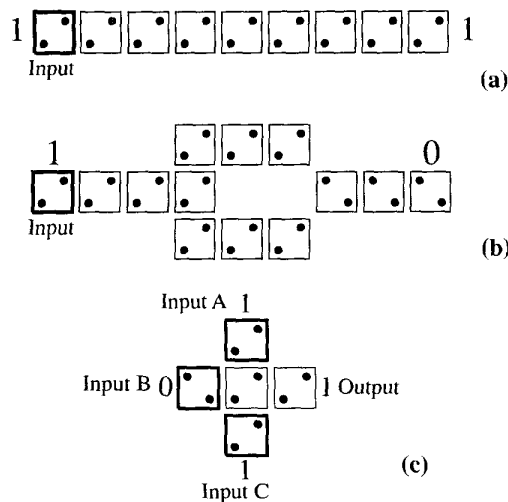 1 1
Input
(a)
1 0
Input
(b)
Input A 1
Input B 0 1 Output
1
(c)
Input C